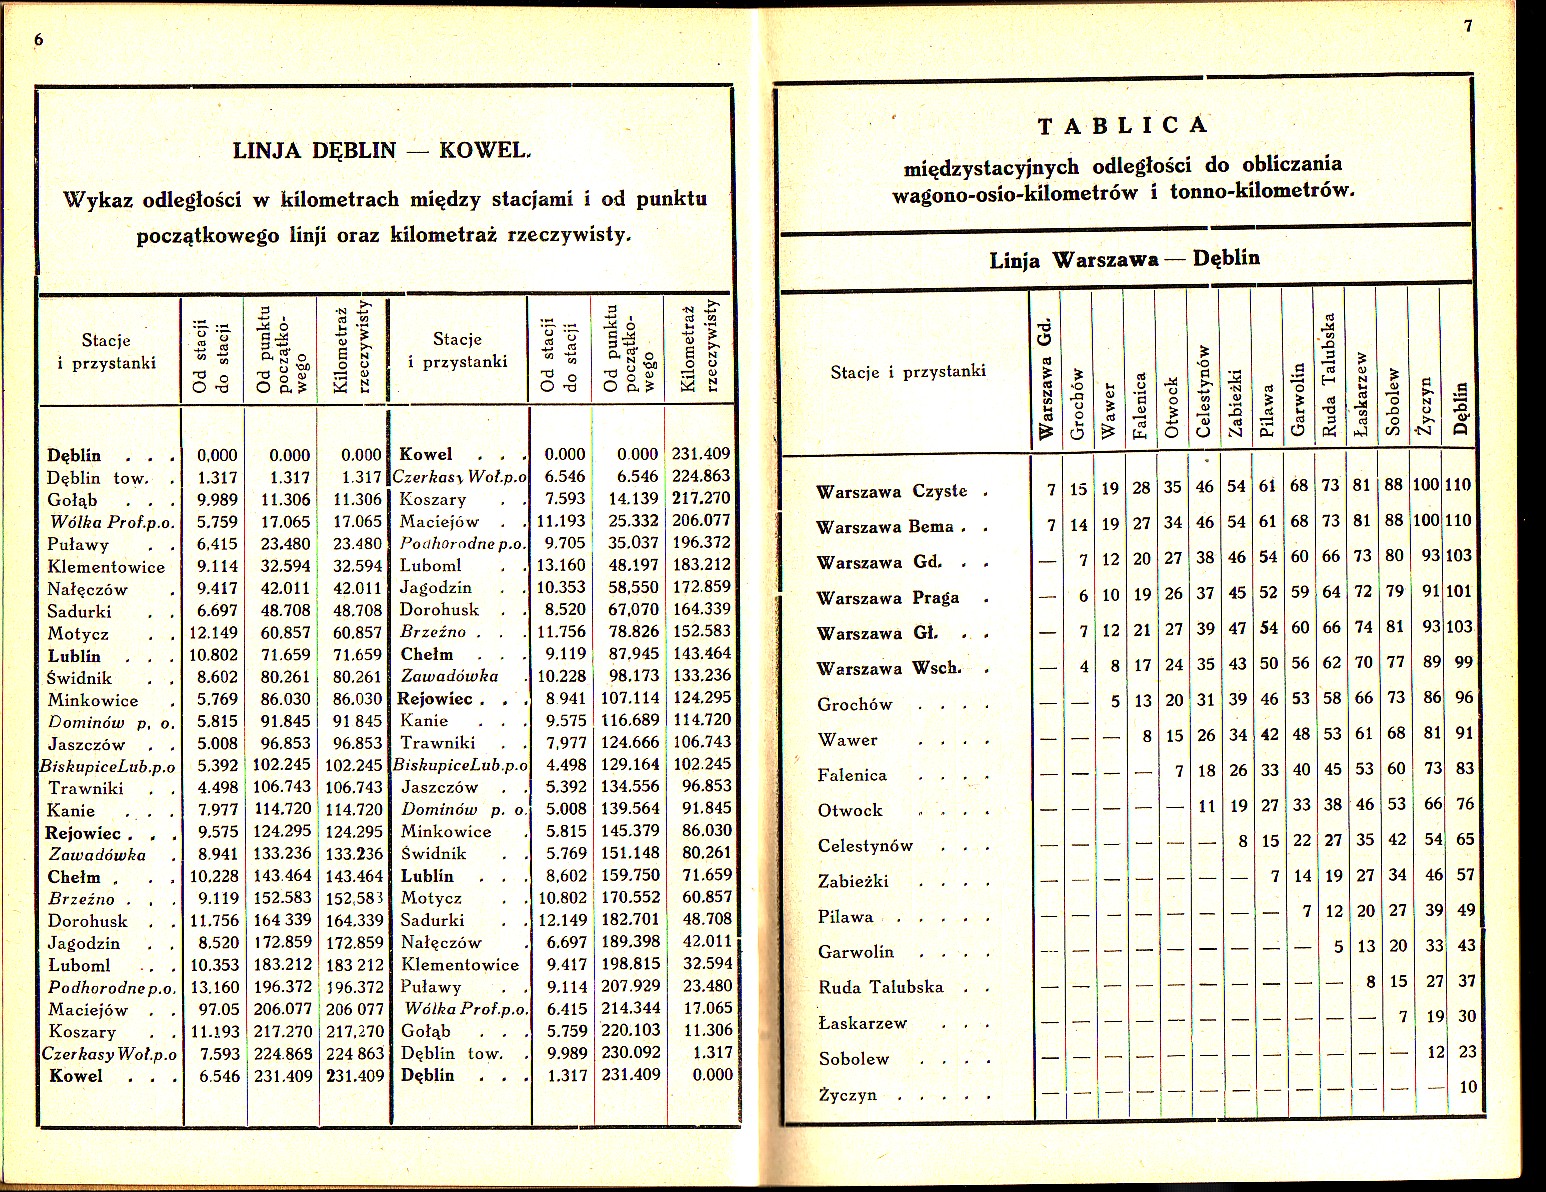 6
LINJA DĘBLIN — KOWEL.
Wykaz odległości w kilometrach między stacjami i od punktu
początkowego linji oraz kilometraż rzeczywisty.
Stacje i przystanki | Od stacji do stacji | Od punktu początko-wego | Kilometraż rzeczywisty | Stacje i przystanki | Od stacji do stacji | Od punktu początko-wego | Kilometraż rzeczywisty
Dęblin . . . 0,000 0.000 0.000 Kowel . . . 0.000 0 000 231.409
Dęblin tow. . 1.317 1.317 1.317 Czerkasy Woł.p.o 6.546 6.546 224.863
Gołąb . . . 9.989 11.306 11.306 Koszary . . 7.593 14.139 217.270
Wólka Prof.p.o. 5.759 17.065 17.065 Maciejów . . 11.193 25.332 206.077
Puławy . . 6,415 23.480 23.480 Podhorodne p.o. 9.705 35.037 196.372
Klementowice 9.114 32.594 32.594 Luboml . . 13.160 48.197 183.212
Nałęczów . 9.417 42.011 42.011 Jagodzin . . 10.353 58,550 172.859
Sadurki . . 6.697 48.708 48.708 Dorohusk . . 8.520 67,070 164.339
Motycz . . 12.149 60.857 60.857 Brzeźno . . . 11.756 78.826 152.583
Lublin . . . 10.802 71.659 71.659 Chełm . . . 9.119 87.945 143.464
Świdnik . . 8.602 80.261 80.261 Zawadówka . 10.228 98.173 133.236
Minkowice . 5.769 86.030 86.030 Rejowiec . . . 8 941 107.114 124.295
Dominów p. o. 5.815 91.845 91 845 Kanie . . . 9.575 116.689 114.720
Jaszczów . . 5.008 96.853 96.853 Trawniki . . 7,977 124.666 106.743
BiskupiceLub.p.o 5.392 102.245 102.245 BiskupiceLub.p.o 4.498 129.164 102.245
Trawniki . . 4.498 106.743 106.743 Jaszczów . . 5.392 134.556 96.853
Kanie . . . 7.977 114.720 114.720 Dominów p. o. 5.008 139.564 91.845
Rejowiec . . . 9.575 124.295 124.295 Minkowice . 5.815 145.379 86.030
Zawadówka . 8.941 133.236 133.236 Świdnik . . 5.769 151.148 80.261
Chełm . . . 10.228 143.464 143.464 Lublin . . . 8,602 159.750 71.659
Brzeźno . . . 9.119 152.583 152.583 Motycz . . 10.802 170.552 60.857
Dorohusk . . 11.756 164 339 164.339 Sadurki . . 12.149 182.701 48.708
Jagodzin . . 8.520 172.859 172.859 Nałęczów . 6.697 189.398 42.011
Luboml . . . 10.353 183.212 183 212 Klementowice 9.417 198.815 32.594
Podhorodne p.o. 13.160 196.372 196.372 Puławy . . 9.114 207.929 23.480
Maciejów . . 97.05 206.077 206 077 Wólka Prof.p.o. 6.415 214.344 17.065
Koszary . . 11.193 217.270 217,270 Gołąb . . . 5.759 220.103 11.306
Czerkasy Woł.p.o 7.593 224.863 224 863 Dęblin tow. . 9.989 230.092 1.317
Kowel . . . 6.546 231.409 231.409 Dęblin . . . 1.317 231.409 0.000
7
TABLICA
międzystacyjnych odległości do obliczania
wagono-osio-kilometrów i tonno-kilometrów.
Linja Warszawa — Dęblin
Stacje i przystanki | Warszawa Gd. | Grochów | Wawer | Falenica | Otwock | Celestynów | Zabieżki | Pilawa | Garwolin | Ruda Talubska | Łaskarzew | Sobolew | Życzyn | Dęblin
Warszawa Czyste . 7 15 19 28 35 46 54 61 68 73 81 88 100 110
Warszawa Bema . . 7 14 19 27 34 46 54 61 68 73 81 88 100 110
Warszawa Gd. . . — 7 12 20 27 38 46 54 60 66 73 80 93 103
Warszawa Praga . — 6 10 19 26 37 45 52 59 64 72 79 91 101
Warszawa Gł. . . — 7 12 21 27 39 47 54 60 66 74 81 93 103
Warszawa Wsch. . — 4 8 17 24 35 43 50 56 62 70 77 89 99
Grochów . . . . — — 5 13 20 31 39 46 53 58 66 73 86 96
Wawer . . . . — — — 8 15 26 34 42 48 53 61 68 81 91
Falenica . . . . — — — — 7 18 26 33 40 45 53 60 73 83
Otwock . . . . — — — — — 11 19 27 33 38 46 53 66 76
Celestynów . . . — — — — — — 8 15 22 27 35 42 54 65
Zabieżki . . . . — — — — — — — 7 14 19 27 34 46 57
Pilawa . . . . . — — — — — — — — 7 12 20 27 39 49
Garwolin . . . . — — — — — — — — — 5 13 20 33 43
Ruda Talubska . . — — — — — — — — — — 8 15 27 37
Łaskarzew . . . — — — — — — — — — — — 7 19 30
Sobolew . . . . — — — — — — — — — — — — 12 23
Życzyn . . . . . — — — — — — — — — — — — — 10